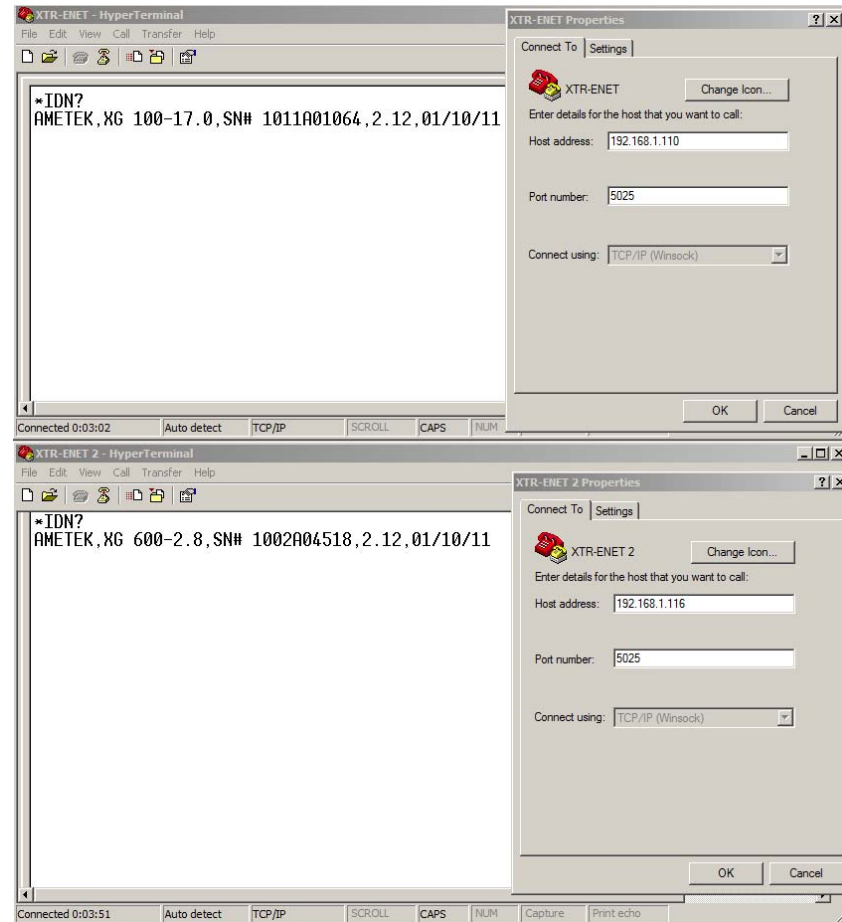 XTR-ENET - HyperTerminal
File Edit View Call Transfer Help
*IDN?
AMETEK,XG 100-17.0,SN# 1011A01064,2.12,01/10/11
Connected 0:03:02 Auto detect TCP/IP SCROLL CAPS NUM
XTR-ENET Properties
Connect To Settings
XTR-ENET Change Icon...
Enter details for the host that you want to call:
Host address: 192.168.1.110
Port number: 5025
Connect using: TCP/IP (Winsock)
OK Cancel
XTR-ENET 2 - HyperTerminal
File Edit View Call Transfer Help
*IDN?
AMETEK,XG 600-2.8,SN# 1002A04518,2.12,01/10/11
XTR-ENET 2 Properties
Connect To Settings
XTR-ENET 2 Change Icon...
Enter details for the host that you want to call:
Host address: 192.168.1.116
Port number: 5025
Connect using: TCP/IP (Winsock)
OK Cancel
Connected 0:03:51 Auto detect TCP/IP SCROLL CAPS NUM Capture Print echo